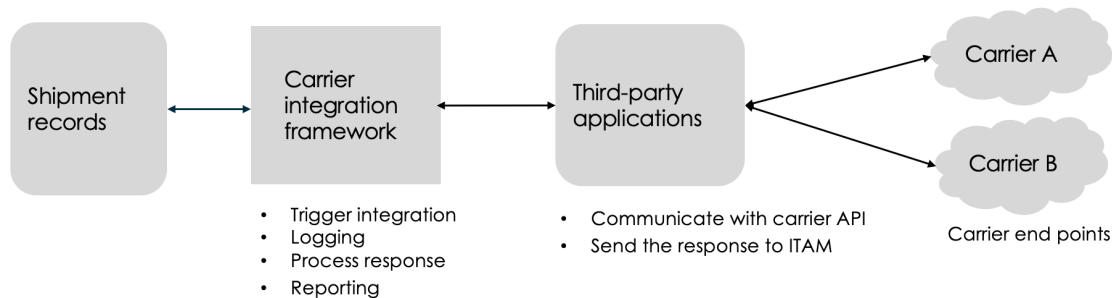 Shipment
records
Carrier
integration
framework
Third-party
applications
Carrier A
Carrier B
• Trigger integration
• Logging
• Process response
• Reporting
• Communicate with carrier API
• Send the response to ITAM
Carrier end points